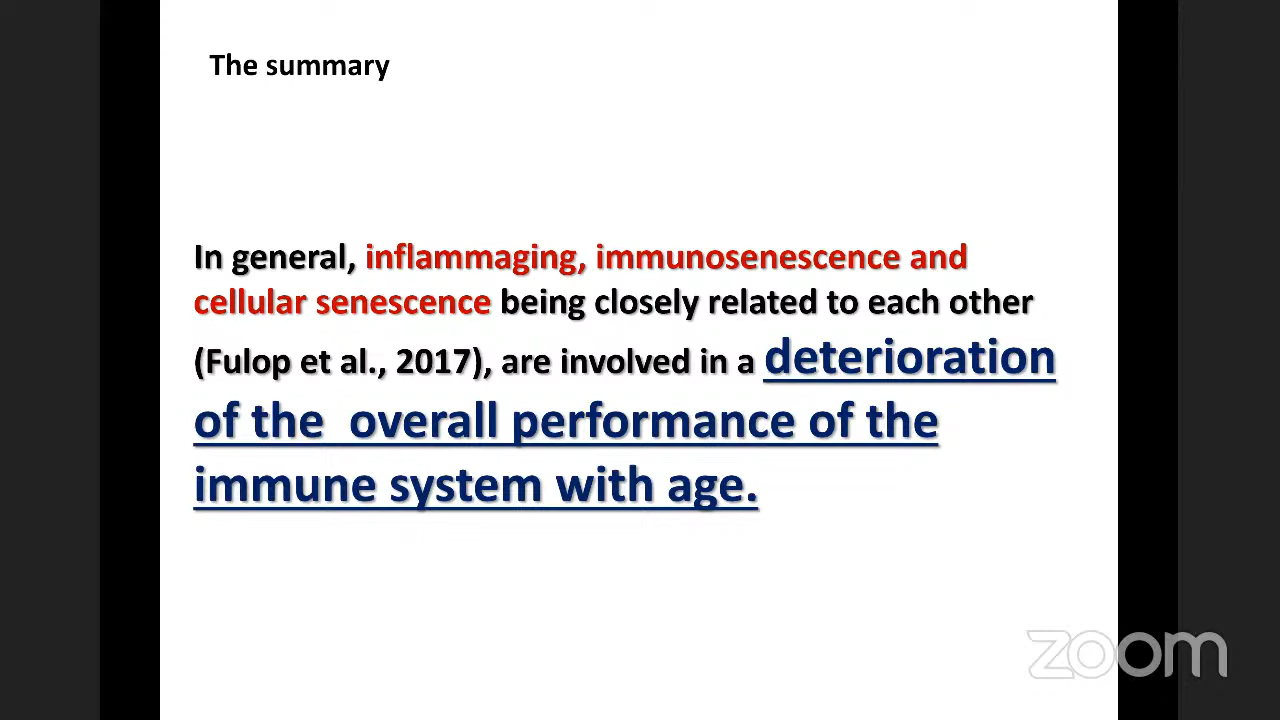 The summary
In general, inflammaging, immunosenescence and
cellular senescence being closely related to each other
(Fulop et al., 2017), are involved in a deterioration
of the  overall performance of the
immune system with age.
zoom